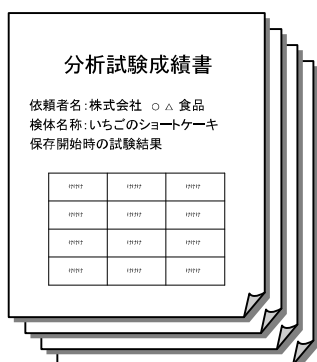 分析試験成績書
依頼者名：株式会社 ○ △ 食品
検体名称：いちごのショートケーキ
保存開始時の試験結果